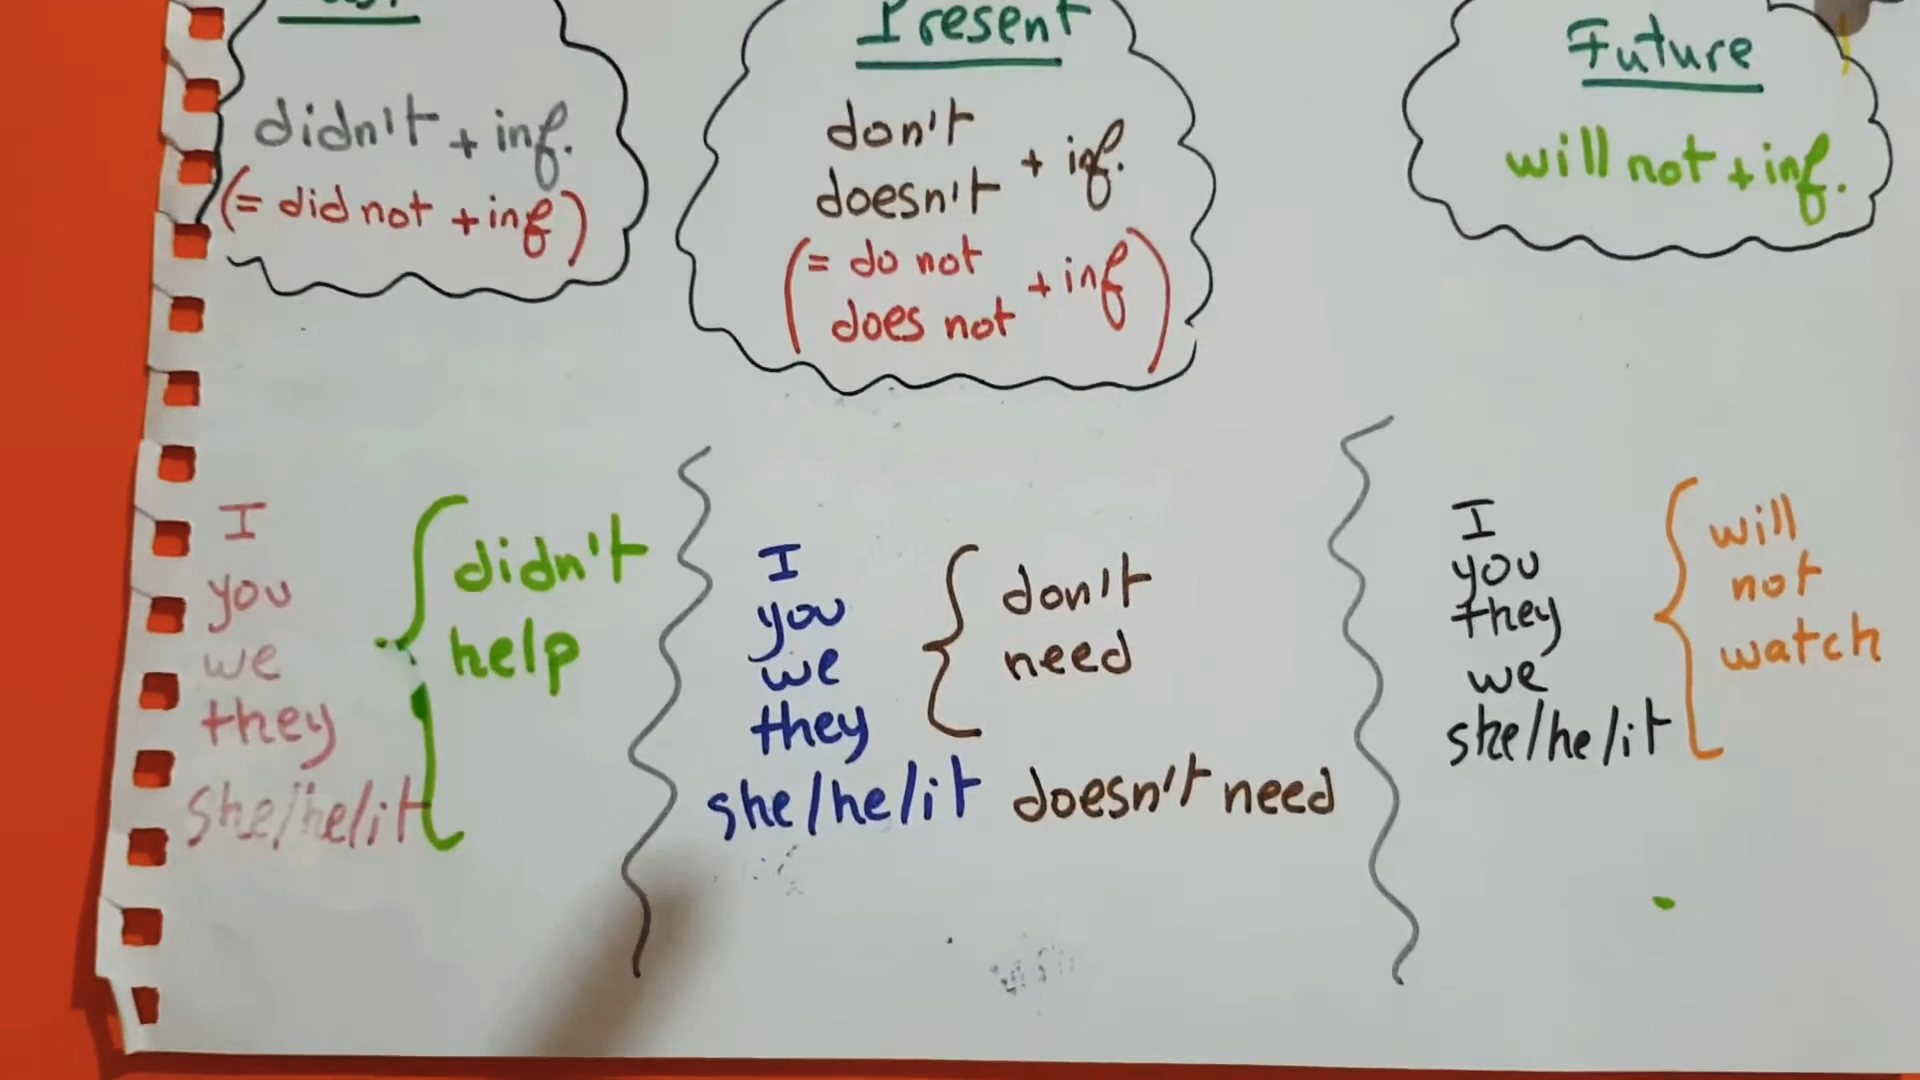 Present
Future
didn't + inf.
(= did not + inf)
don't
doesn't + inf.
(= do not
does not + inf)
will not + inf.
I
you
we
they
she/he/it
didn't
help
I
you
we
they
don't
need
she/he/it doesn't need
I
you
they
we
she/he/it
will
not
watch